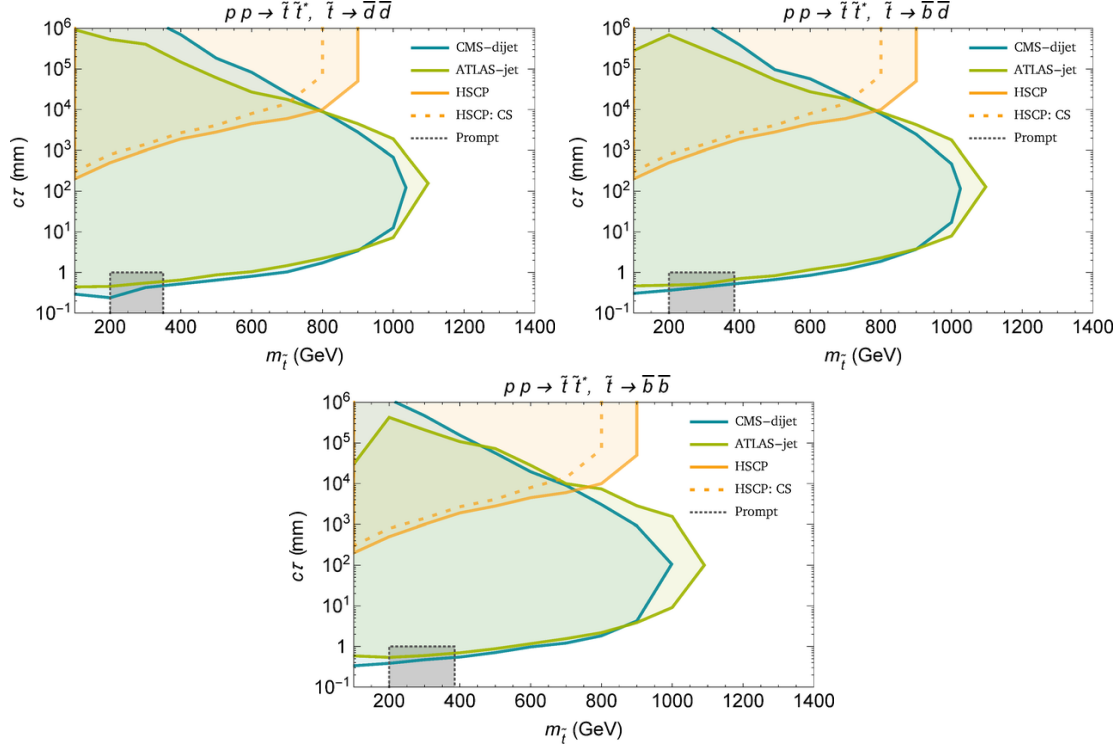 p p → t̃ t̃*, t̃ → d̄ d̄
10⁶
10⁵
10⁴
10³
10²
10¹
1
10⁻¹
cτ (mm)
CMS-dijet
ATLAS-jet
HSCP
HSCP: CS
Prompt
200 400 600 800 1000 1200 1400
m_t̃ (GeV)
p p → t̃ t̃*, t̃ → b̄ d̄
10⁶
10⁵
10⁴
10³
10²
10¹
1
10⁻¹
cτ (mm)
CMS-dijet
ATLAS-jet
HSCP
HSCP: CS
Prompt
200 400 600 800 1000 1200 1400
m_t̃ (GeV)
p p → t̃ t̃*, t̃ → b̄ b̄
10⁶
10⁵
10⁴
10³
10²
10¹
1
10⁻¹
cτ (mm)
CMS-dijet
ATLAS-jet
HSCP
HSCP: CS
Prompt
200 400 600 800 1000 1200 1400
m_t̃ (GeV)